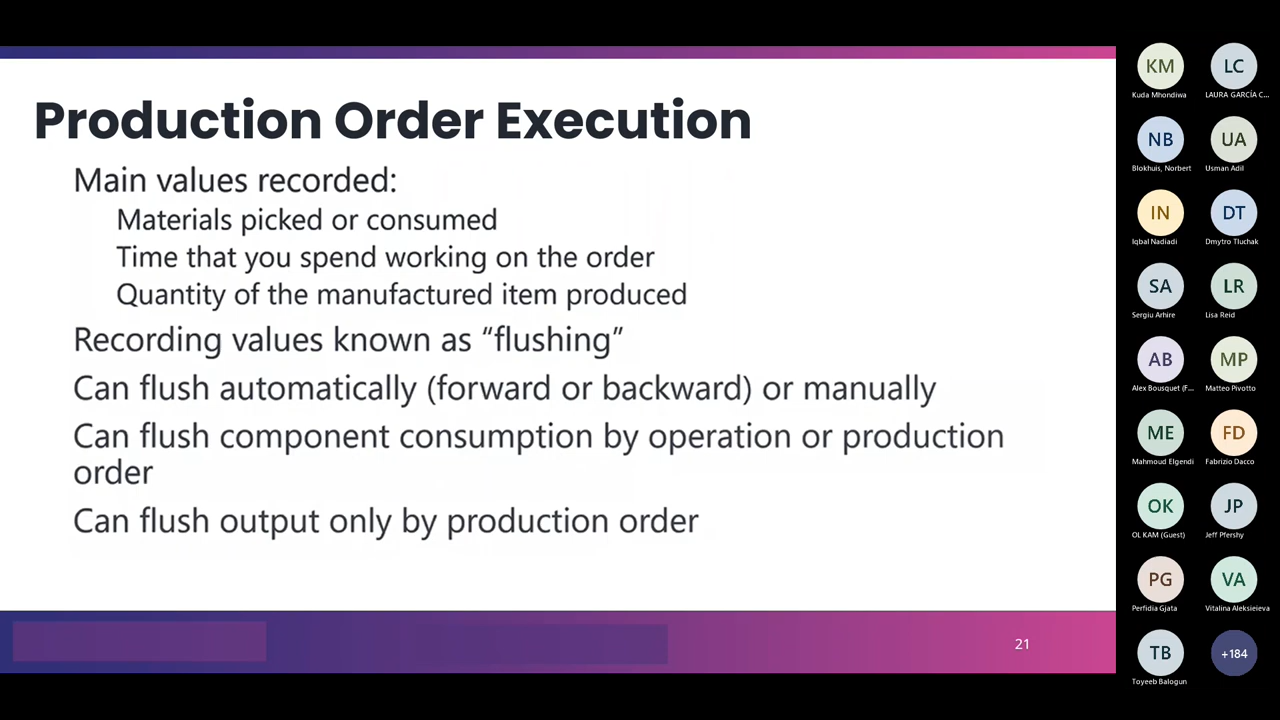 Production Order Execution
Main values recorded:
Materials picked or consumed
Time that you spend working on the order
Quantity of the manufactured item produced
Recording values known as “flushing”
Can flush automatically (forward or backward) or manually
Can flush component consumption by operation or production
order
Can flush output only by production order
21
KM
Kuda Mhondiwa
LC
LAURA GARCÍA C...
NB
Blokhuis, Norbert
UA
Usman Adil
IN
Iqbal Nadiadi
DT
Dmytro Tluchak
SA
Sergiu Arhire
LR
Lisa Reid
AB
Alex Bousquet (F...
MP
Matteo Pivotto
ME
Mahmoud Elgendi
FD
Fabrizio Dacco
OK
OL KAM (Guest)
JP
Jeff Pfershy
PG
Perfidia Gjata
VA
Vitalina Aleksieieva
TB
Toyeeb Balogun
+184